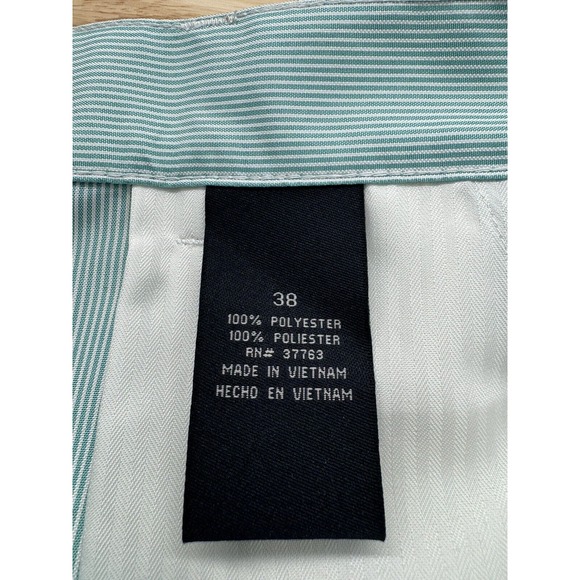 38
100% POLYESTER
100% POLIESTER
RN# 37763
MADE IN VIETNAM
HECHO EN VIETNAM